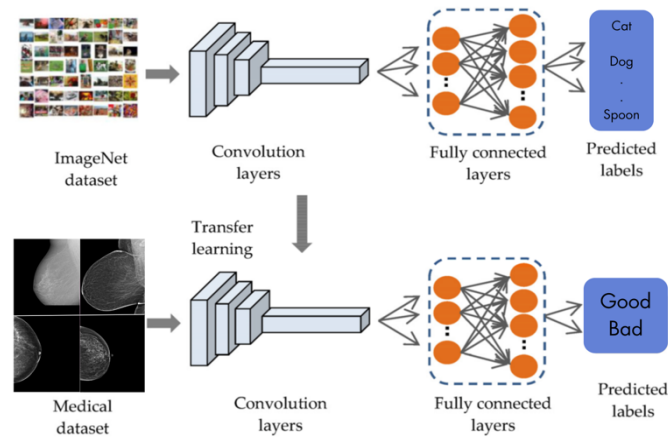 Cat
Dog
.
.
Spoon
ImageNet
dataset
Convolution
layers
Fully connected
layers
Predicted
labels
Transfer
learning
Good
Bad
Medical
dataset
Convolution
layers
Fully connected
layers
Predicted
labels